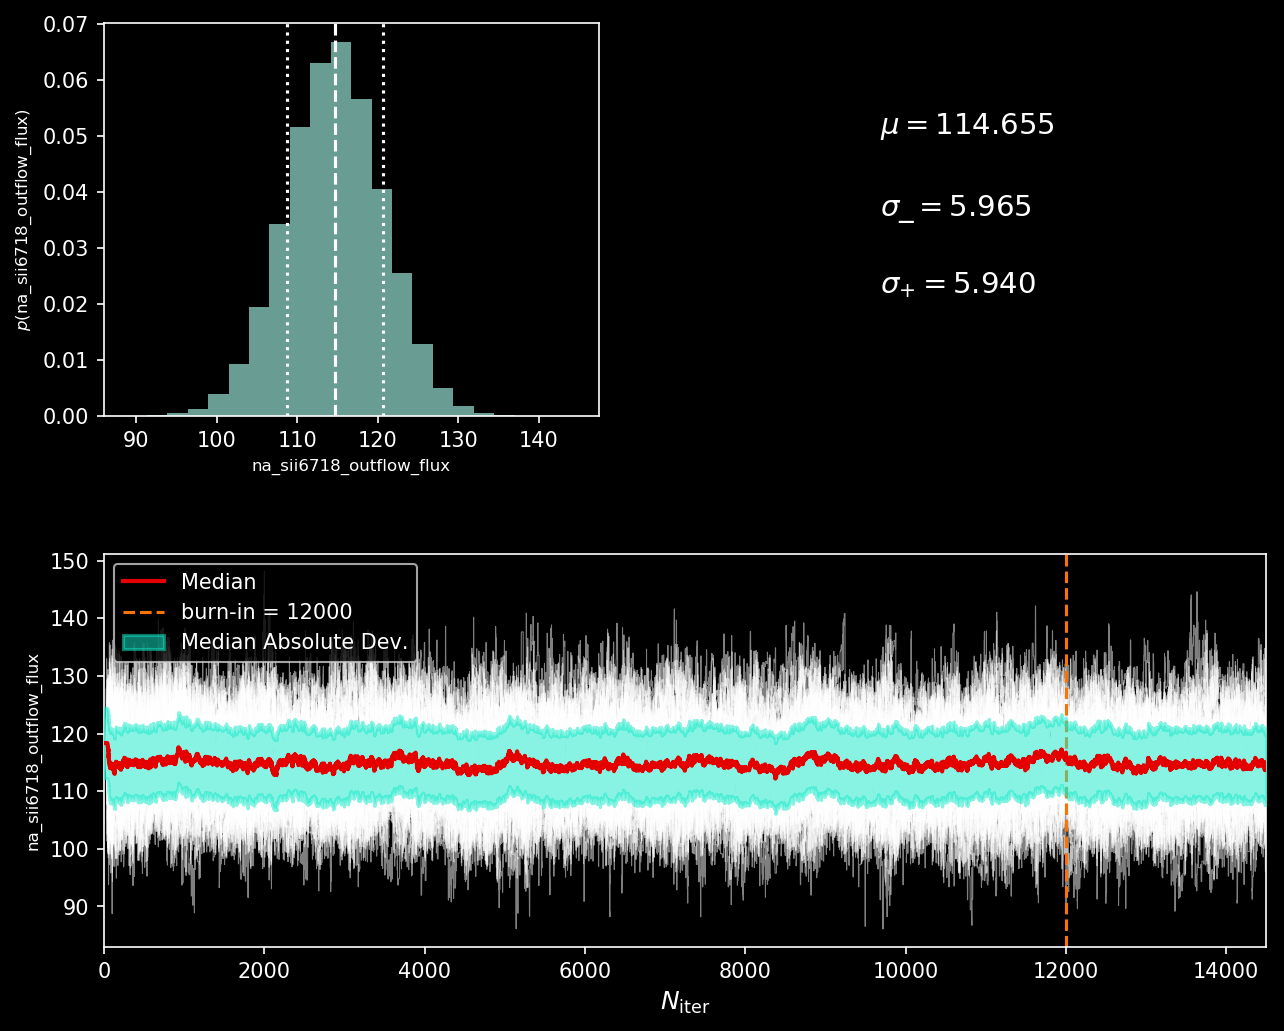 0.07
0.06
0.05
0.04
0.03
0.02
0.01
0.00
p(na_sii6718_outflow_flux)
90 100 110 120 130 140
na_sii6718_outflow_flux
μ = 114.655
σ_ = 5.965
σ+ = 5.940
150
140
130
120
110
100
90
na_sii6718_outflow_flux
Median
burn-in = 12000
Median Absolute Dev.
0 2000 4000 6000 8000 10000 12000 14000
Niter